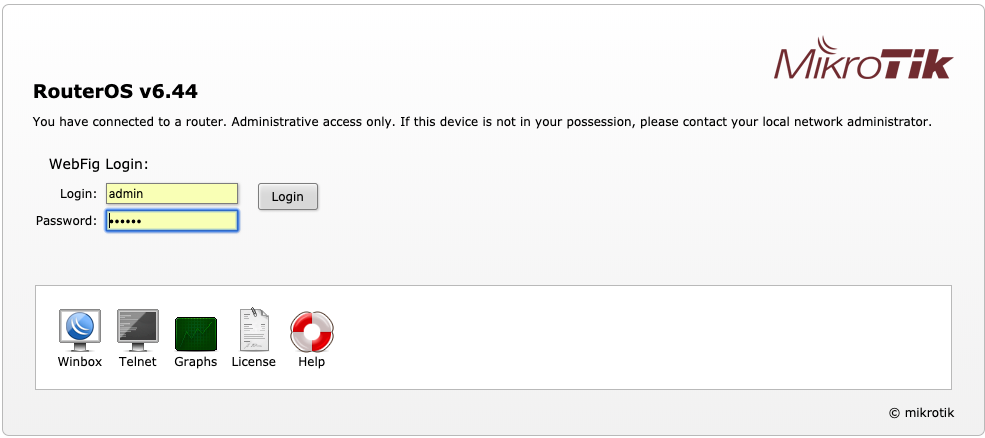 MikroTik
RouterOS v6.44
You have connected to a router. Administrative access only. If this device is not in your possession, please contact your local network administrator.
WebFig Login:
Login: admin
Login
Password: ••••••
Winbox Telnet Graphs License Help
© mikrotik